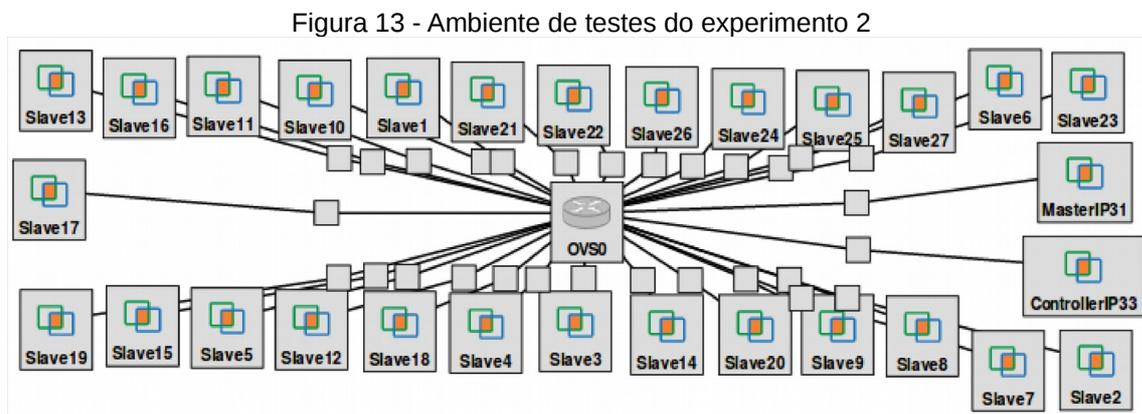 Figura 13 - Ambiente de testes do experimento 2
Slave13
Slave16
Slave11
Slave10
Slave1
Slave21
Slave22
Slave26
Slave24
Slave25
Slave27
Slave6
Slave23
Slave17
OVS0
MasterIP31
ControllerIP33
Slave19
Slave15
Slave5
Slave12
Slave18
Slave4
Slave3
Slave14
Slave20
Slave9
Slave8
Slave7
Slave2